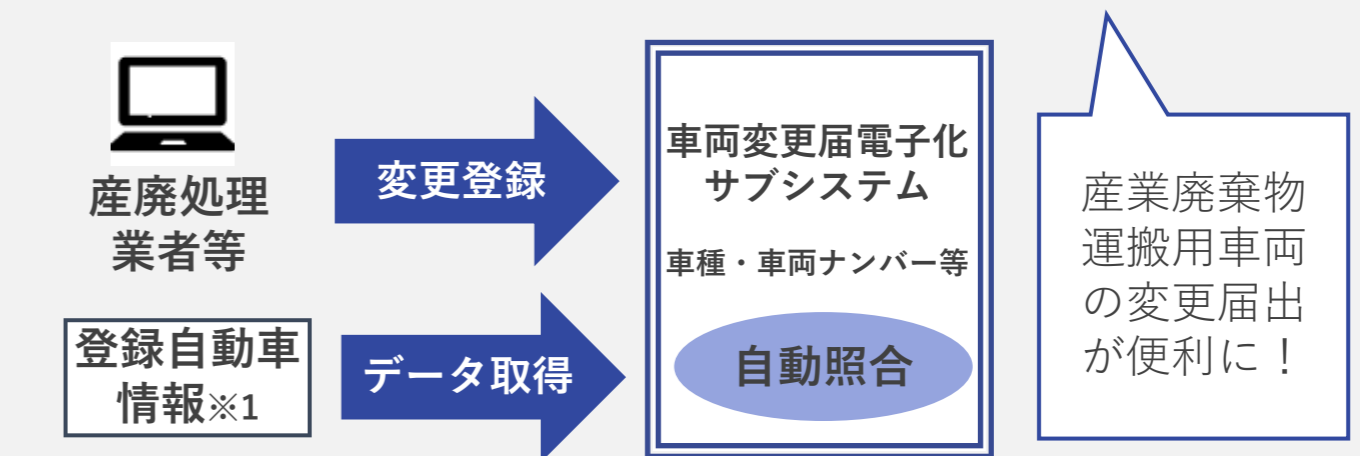 産廃処理
業者等
変更登録
登録自動車
情報※1
データ取得
車両変更届電子化
サブシステム
車種・車両ナンバー等
自動照合
産業廃棄物
運搬用車両
の変更届出
が便利に！